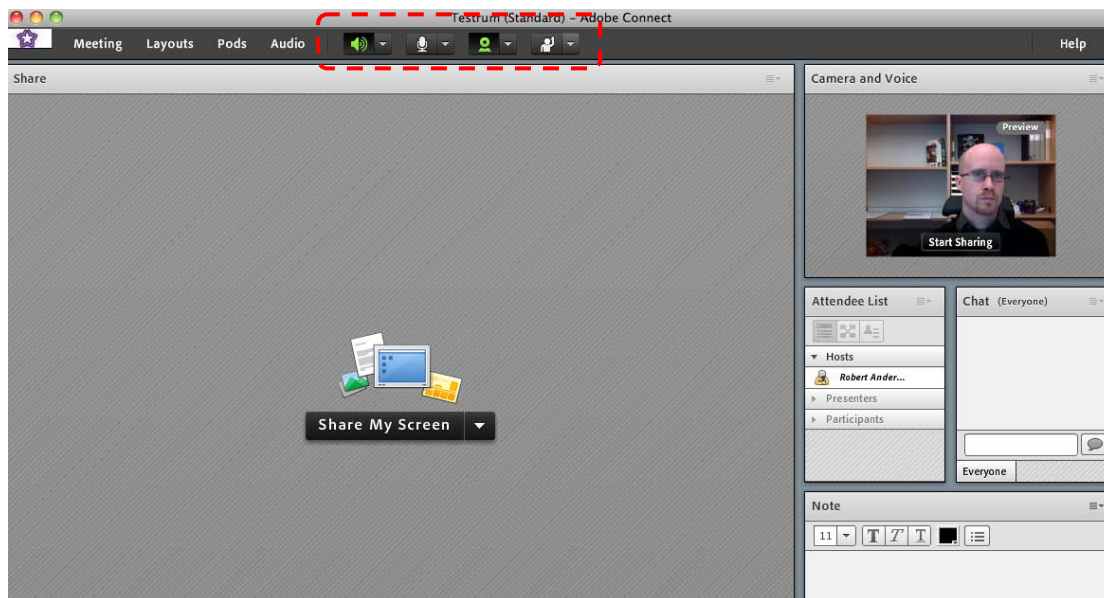 Testrum (Standard) – Adobe Connect
Meeting Layouts Pods Audio Help
Share
Camera and Voice
Preview
Start Sharing
Share My Screen
Attendee List
Hosts
Robert Ander...
Presenters
Participants
Chat (Everyone)
Everyone
Note
11 T T T